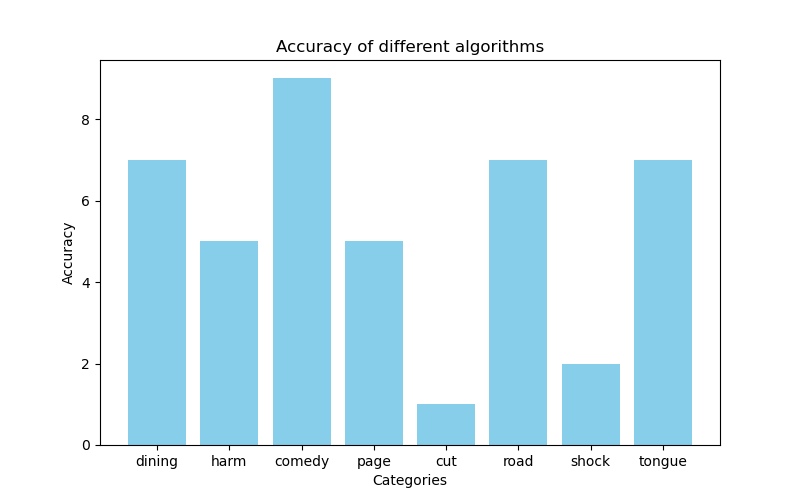 Accuracy of different algorithms
Accuracy
8
6
4
2
0
dining harm comedy page cut road shock tongue
Categories